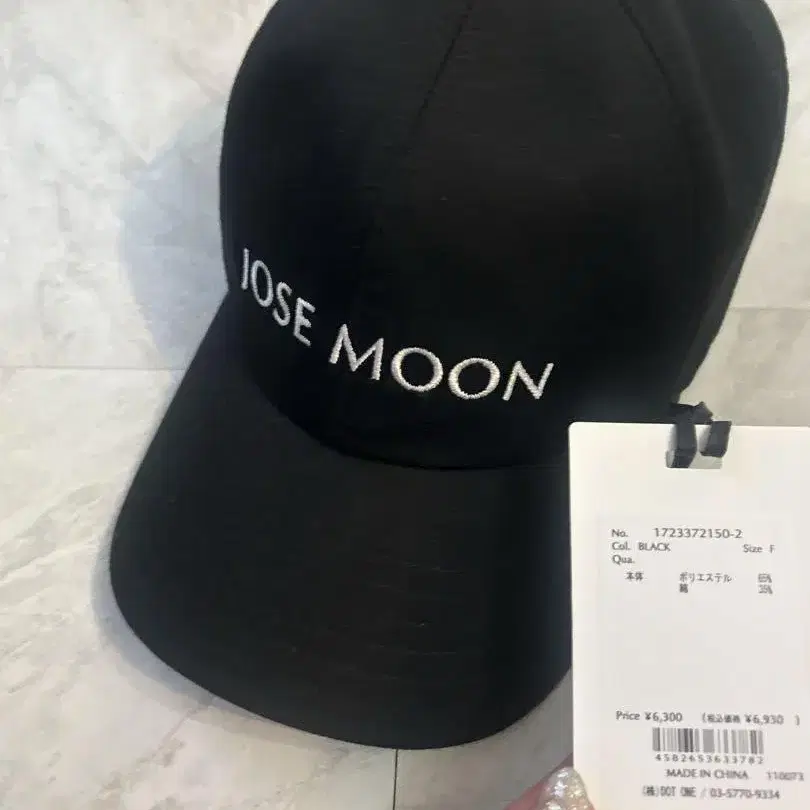 JOSE MOON
No. 1723372150-2
Col. BLACK Size F
Qua.
本体 ポリエステル 65%
綿 35%
Price ¥6,300 (税込価格 ¥6,930 )
4582653633782
MADE IN CHINA 110073
(株)DOT ONE / 03-5770-9334